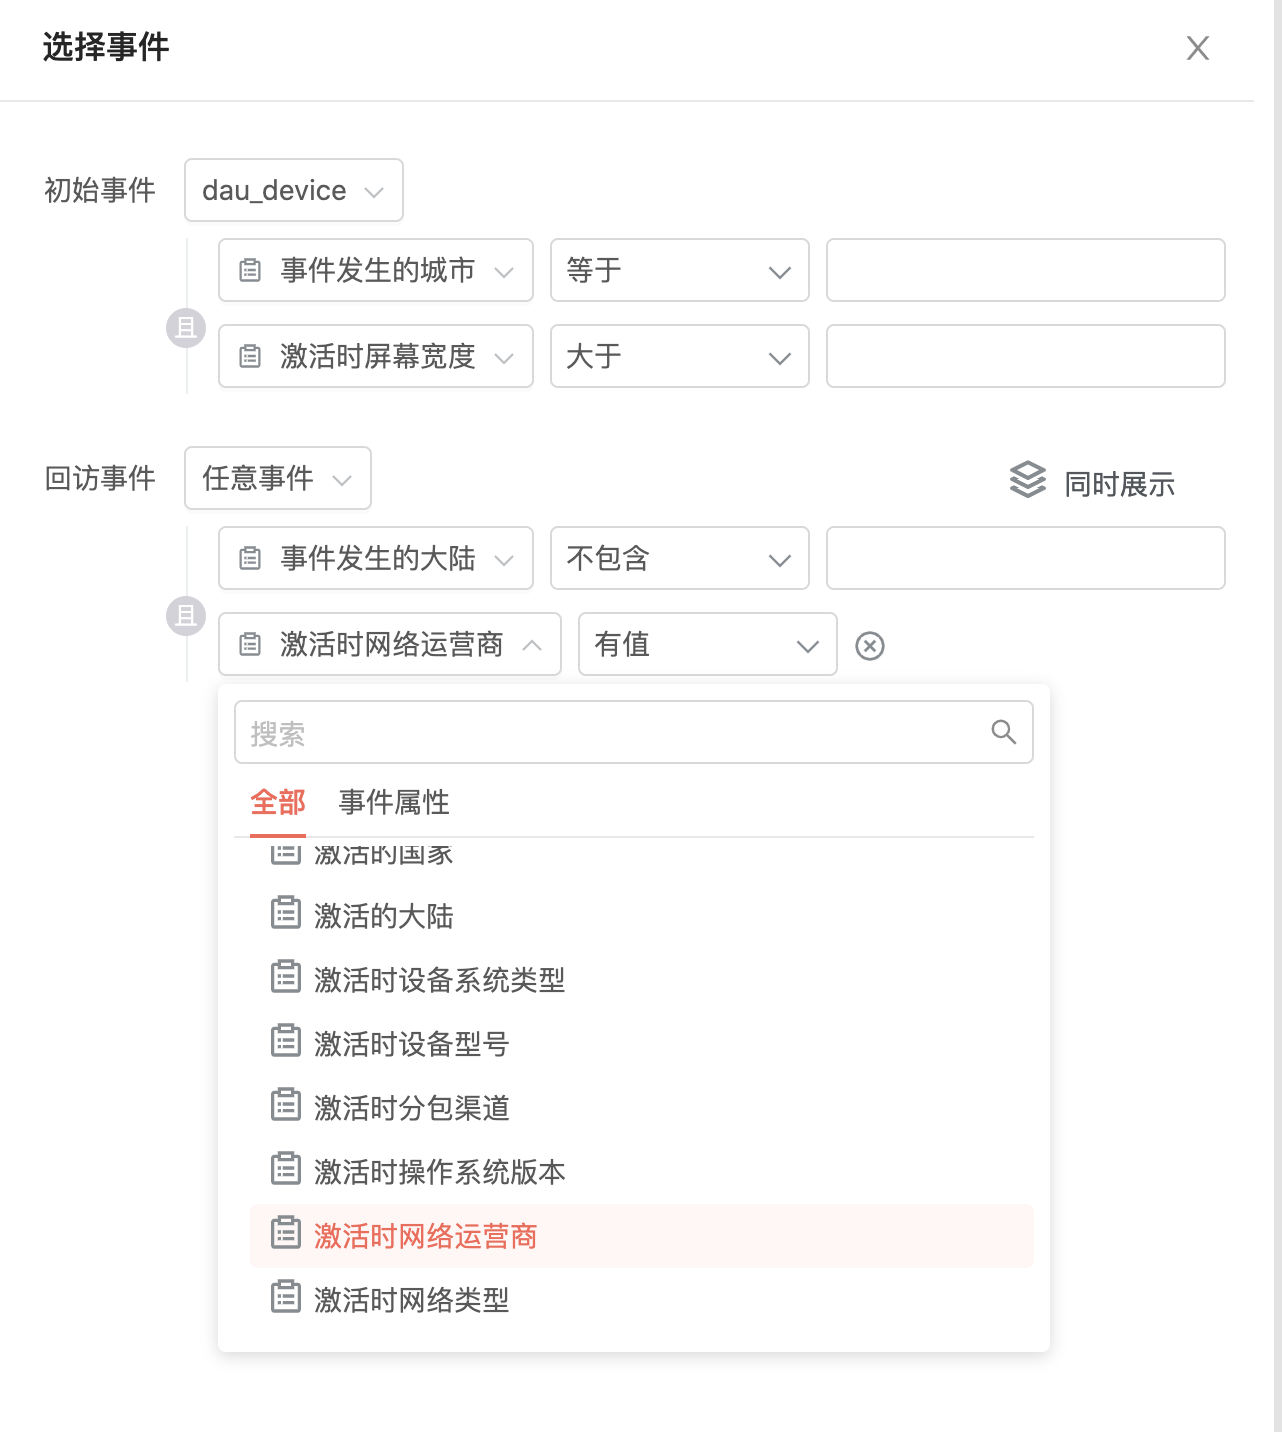 选择事件
初始事件 dau_device
事件发生的城市 等于
且
激活时屏幕宽度 大于
回访事件 任意事件 同时展示
事件发生的大陆 不包含
且
激活时网络运营商 有值
搜索
全部 事件属性
激活的国家
激活的大陆
激活时设备系统类型
激活时设备型号
激活时分包渠道
激活时操作系统版本
激活时网络运营商
激活时网络类型